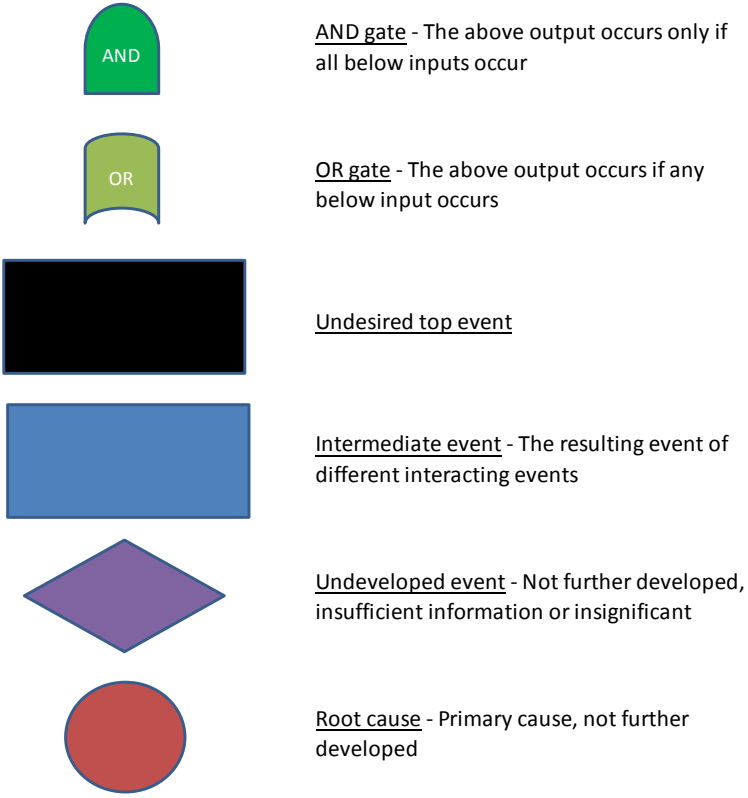 AND
AND gate - The above output occurs only if
all below inputs occur
OR
OR gate - The above output occurs if any
below input occurs
Undesired top event
Intermediate event - The resulting event of
different interacting events
Undeveloped event - Not further developed,
insufficient information or insignificant
Root cause - Primary cause, not further
developed